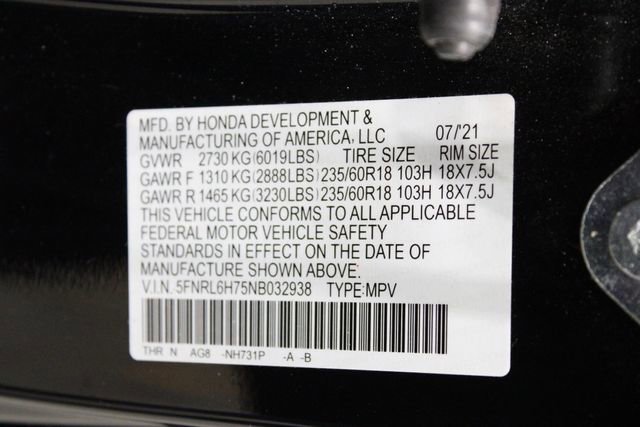 MFD. BY HONDA DEVELOPMENT &
MANUFACTURING OF AMERICA, LLC 07/'21
GVWR 2730 KG (6019LBS) TIRE SIZE RIM SIZE
GAWR F 1310 KG (2888LBS) 235/60R18 103H 18X7.5J
GAWR R 1465 KG (3230LBS) 235/60R18 103H 18X7.5J
THIS VEHICLE CONFORMS TO ALL APPLICABLE
FEDERAL MOTOR VEHICLE SAFETY
STANDARDS IN EFFECT ON THE DATE OF
MANUFACTURE SHOWN ABOVE.
V.I.N. 5FNRL6H75NB032938 TYPE:MPV
THR N AG8 -NH731P -A -B